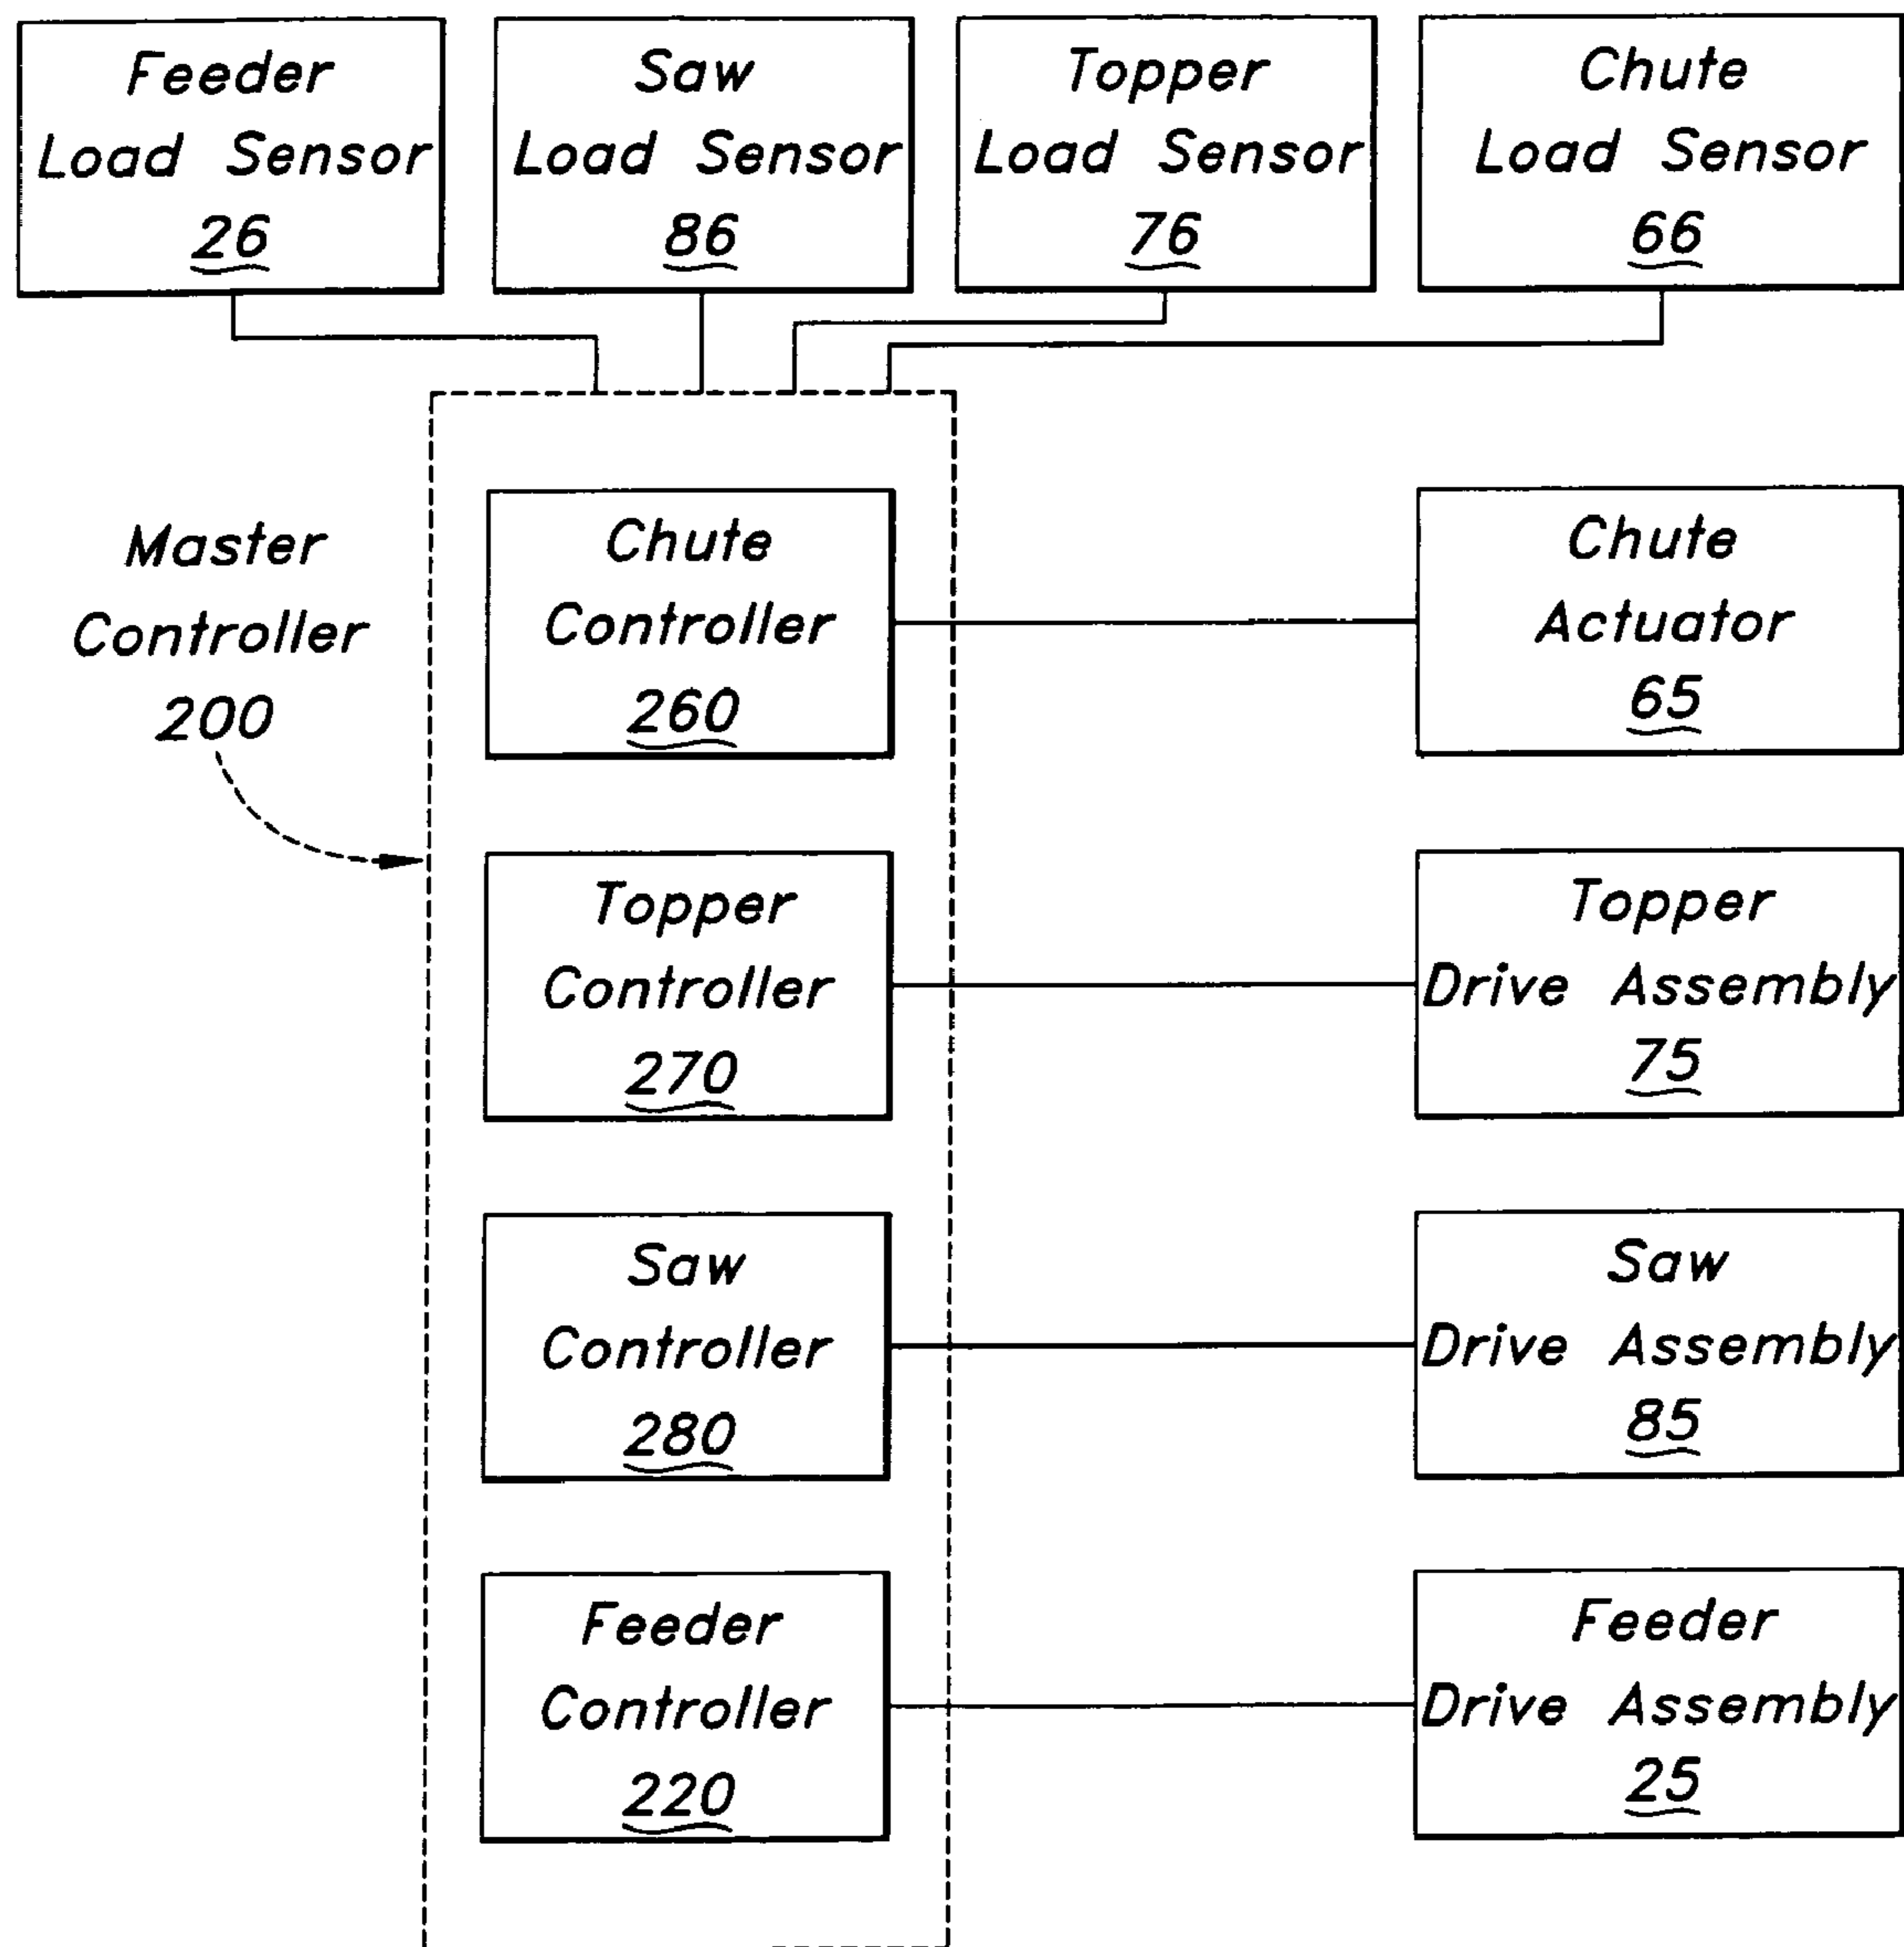 Feeder
Load Sensor
26
Saw
Load Sensor
86
Topper
Load Sensor
76
Chute
Load Sensor
66
Master
Controller
200
Chute
Controller
260
Chute
Actuator
65
Topper
Controller
270
Topper
Drive Assembly
75
Saw
Controller
280
Saw
Drive Assembly
85
Feeder
Controller
220
Feeder
Drive Assembly
25